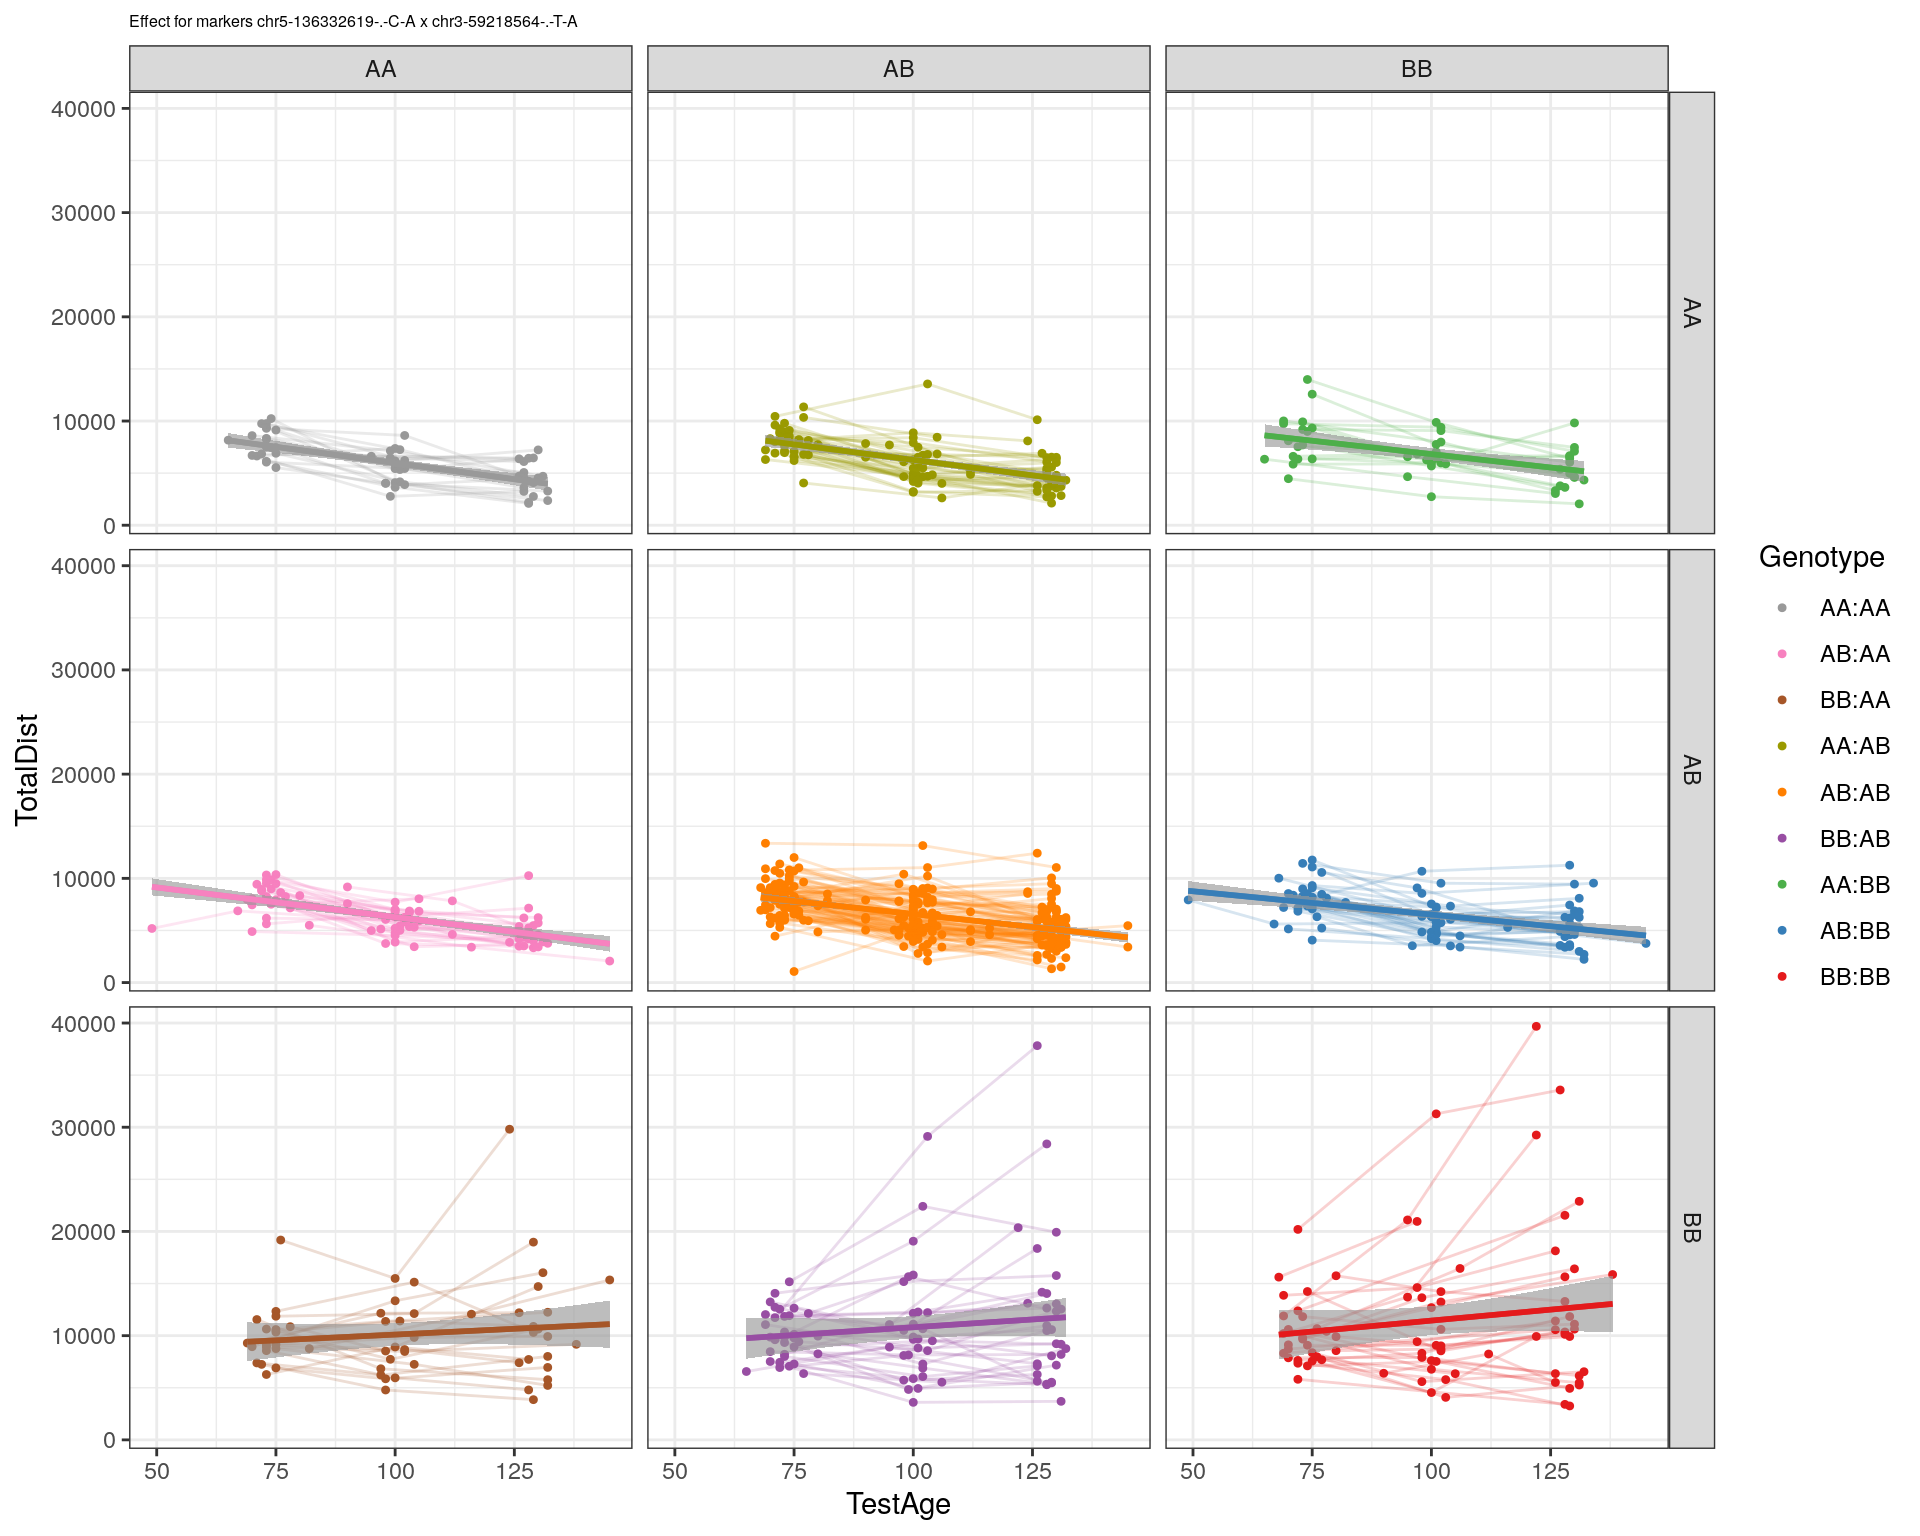 Effect for markers chr5-136332619-.-C-A x chr3-59218564-.-T-A
AA
AB
BB
40000
30000
20000
10000
0
AA
40000
30000
20000
10000
0
AB
40000
30000
20000
10000
0
BB
50
75
100
125
50
75
100
125
50
75
100
125
TestAge
TotalDist
Genotype
AA:AA
AB:AA
BB:AA
AA:AB
AB:AB
BB:AB
AA:BB
AB:BB
BB:BB